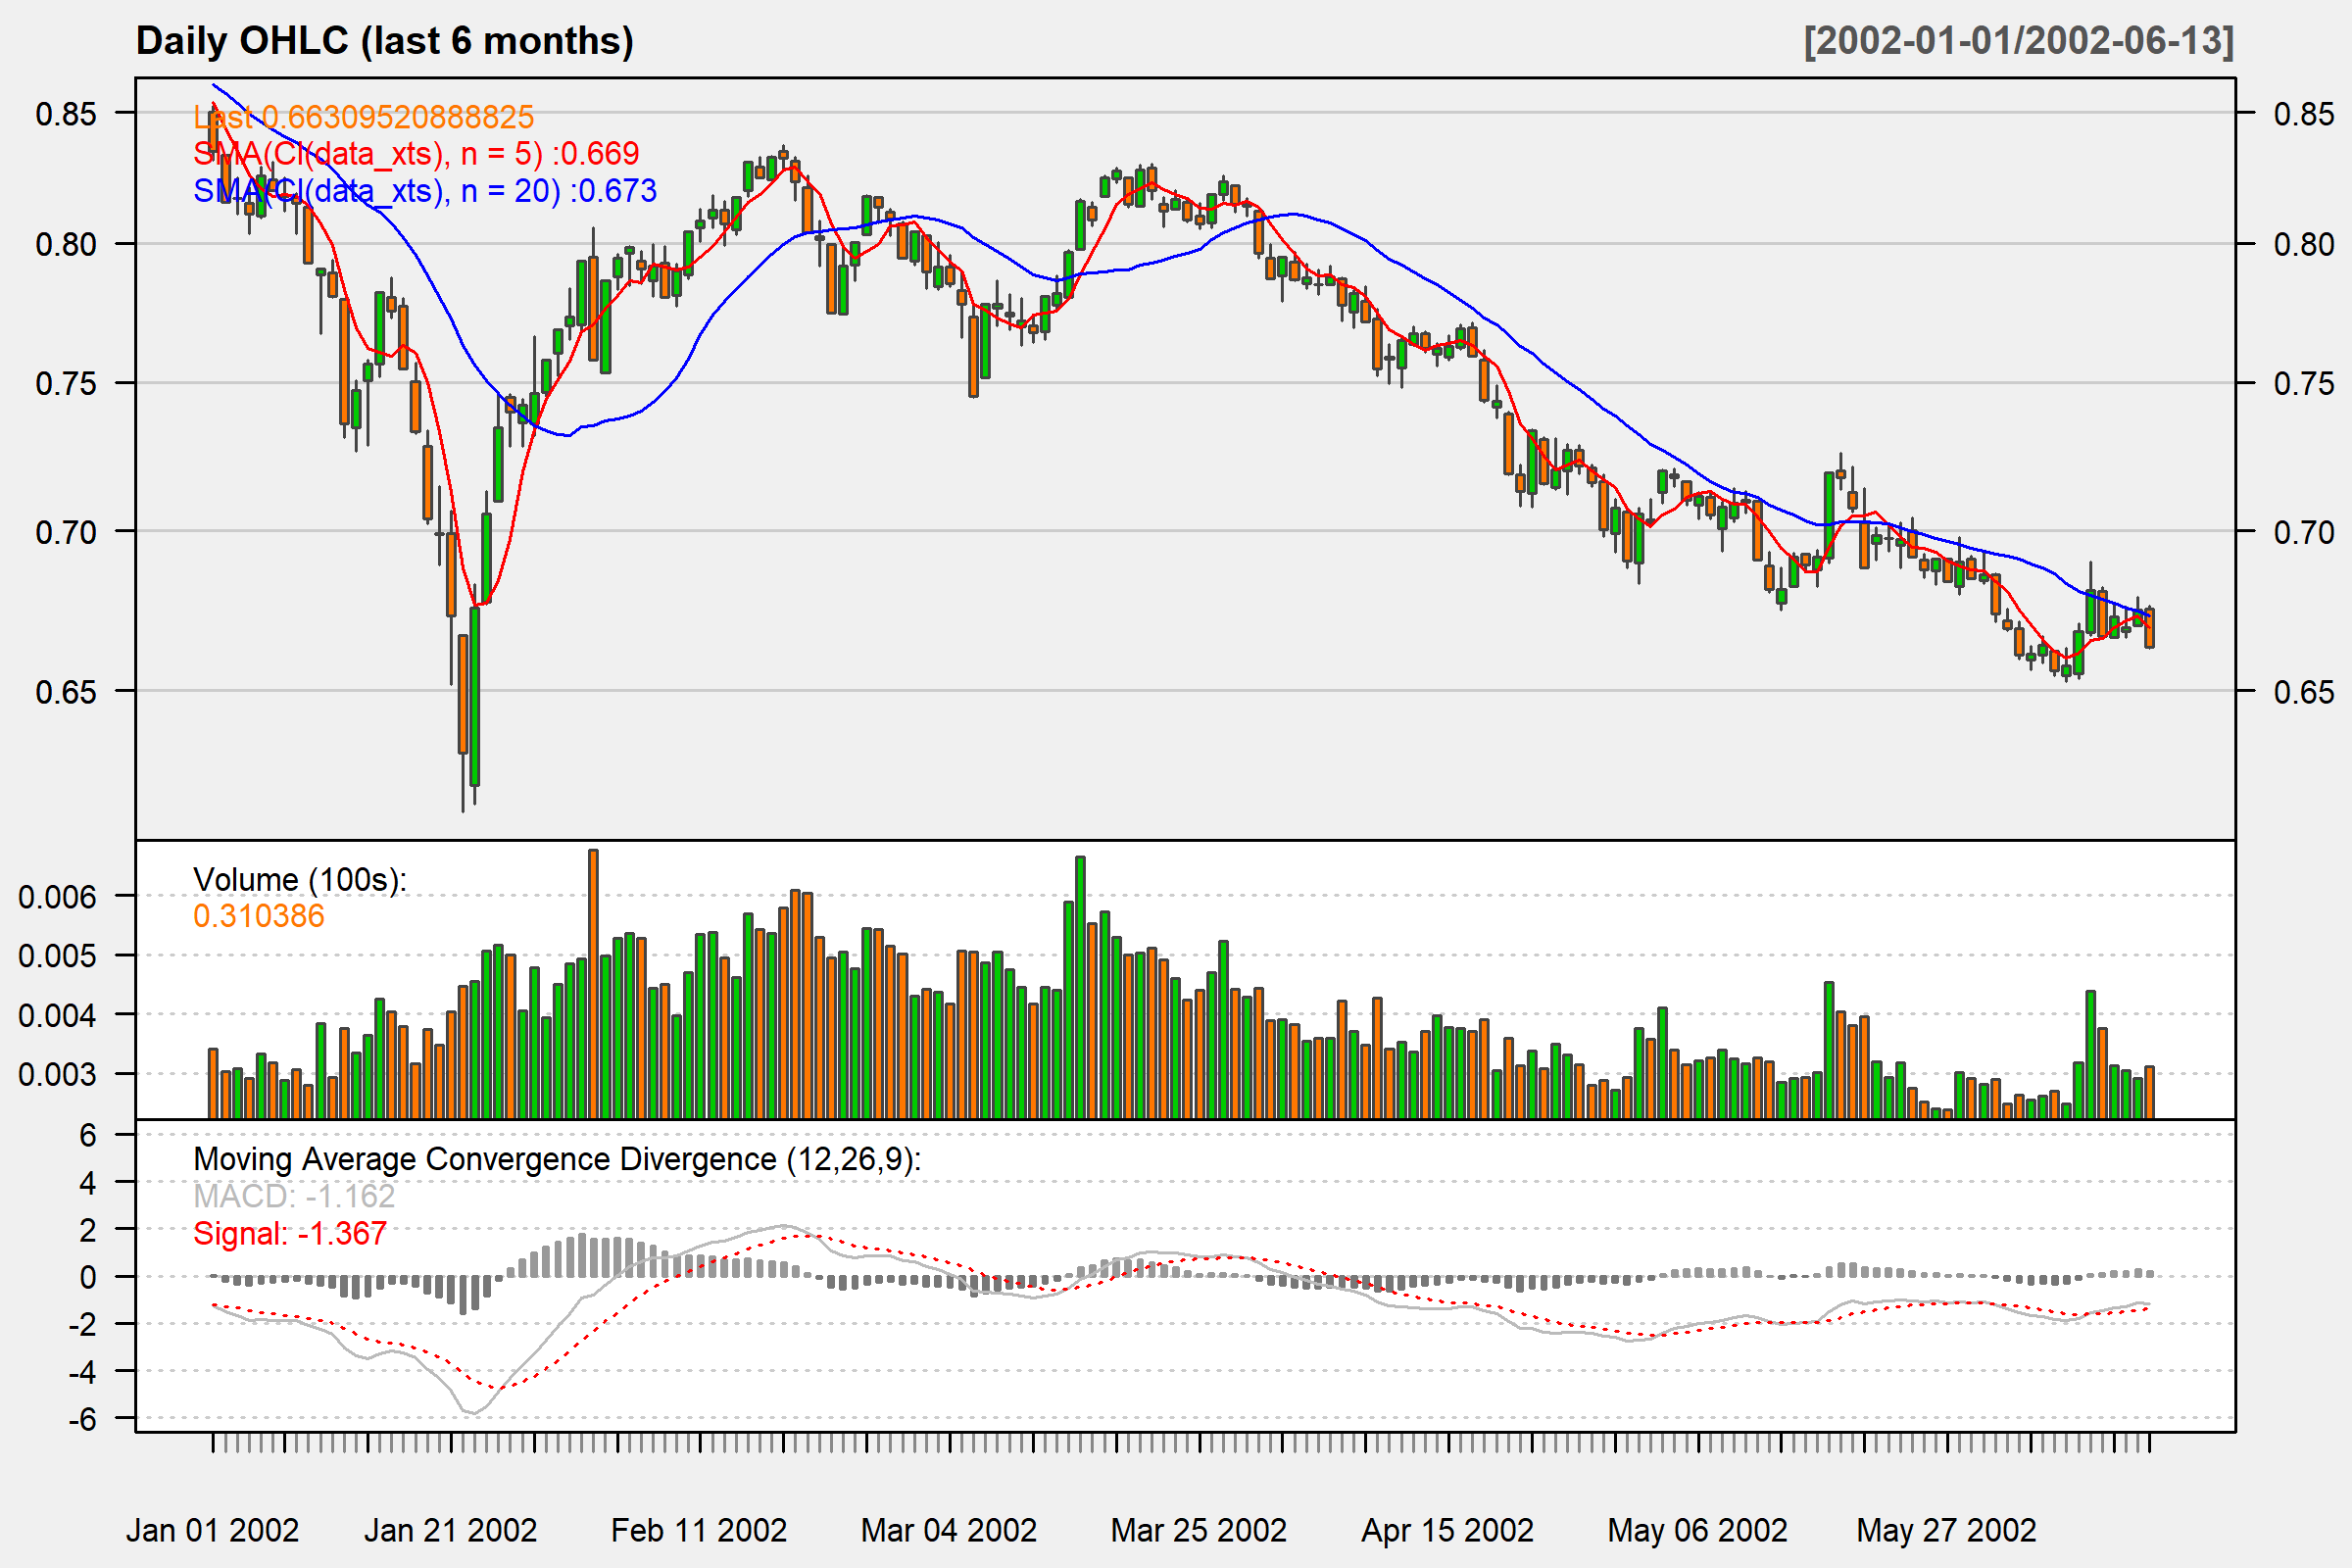 Daily OHLC (last 6 months) [2002-01-01/2002-06-13]
Last 0.66309520888825
SMA(Cl(data_xts), n = 5) :0.669
SMA(Cl(data_xts), n = 20) :0.673
0.85 0.85
0.80 0.80
0.75 0.75
0.70 0.70
0.65 0.65
Volume (100s):
0.310386
0.006
0.005
0.004
0.003
Moving Average Convergence Divergence (12,26,9):
MACD: -1.162
Signal: -1.367
6
4
2
0
-2
-4
-6
Jan 01 2002 Jan 21 2002 Feb 11 2002 Mar 04 2002 Mar 25 2002 Apr 15 2002 May 06 2002 May 27 2002